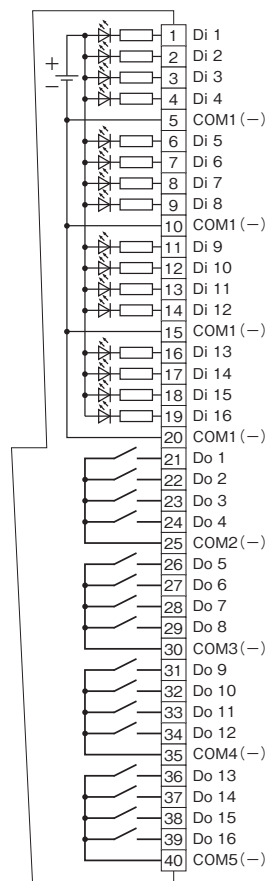 1 Di 1
2 Di 2
+ 3 Di 3
− 4 Di 4
5 COM1(−)
6 Di 5
7 Di 6
8 Di 7
9 Di 8
10 COM1(−)
11 Di 9
12 Di 10
13 Di 11
14 Di 12
15 COM1(−)
16 Di 13
17 Di 14
18 Di 15
19 Di 16
20 COM1(−)
21 Do 1
22 Do 2
23 Do 3
24 Do 4
25 COM2(−)
26 Do 5
27 Do 6
28 Do 7
29 Do 8
30 COM3(−)
31 Do 9
32 Do 10
33 Do 11
34 Do 12
35 COM4(−)
36 Do 13
37 Do 14
38 Do 15
39 Do 16
40 COM5(−)